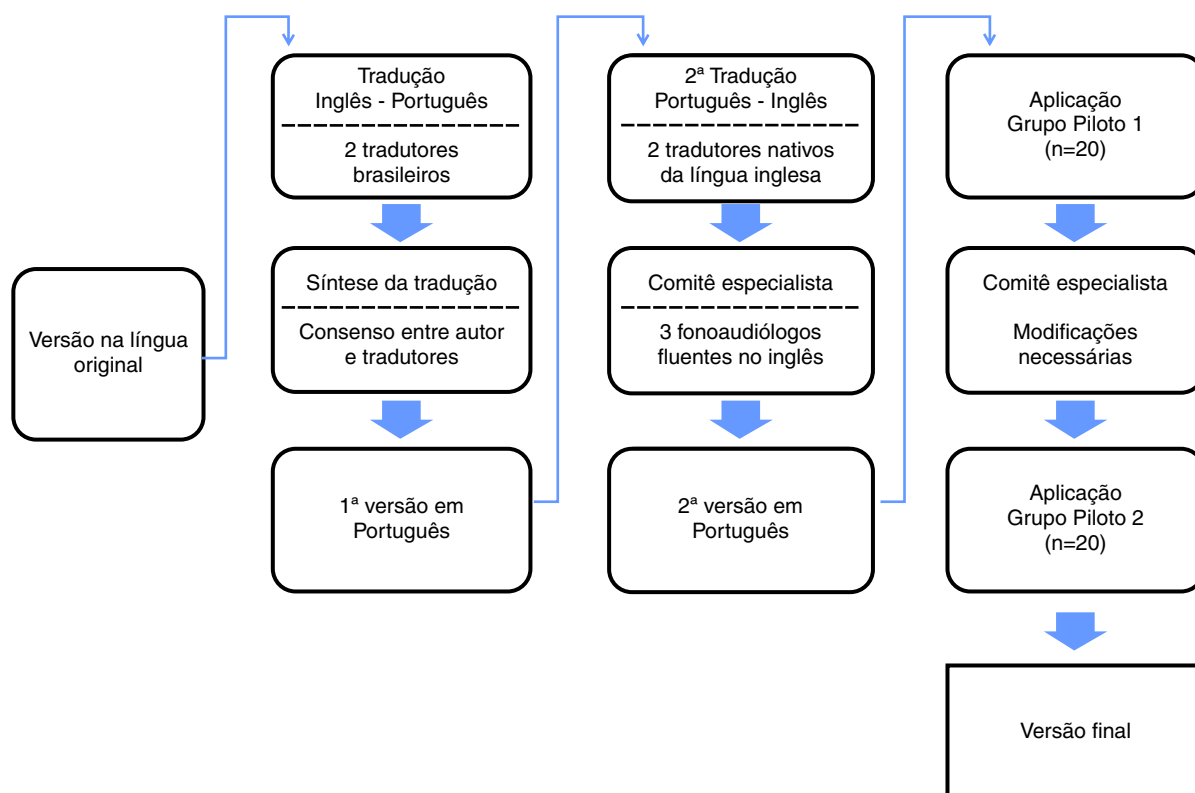 Versão na língua
original
Tradução
Inglês - Português
2 tradutores
brasileiros
Síntese da tradução
Consenso entre autor
e tradutores
1ª versão em
Português
2ª Tradução
Português - Inglês
2 tradutores nativos
da língua inglesa
Comitê especialista
3 fonoaudiólogos
fluentes no inglês
2ª versão em
Português
Aplicação
Grupo Piloto 1
(n=20)
Comitê especialista
Modificações
necessárias
Aplicação
Grupo Piloto 2
(n=20)
Versão final